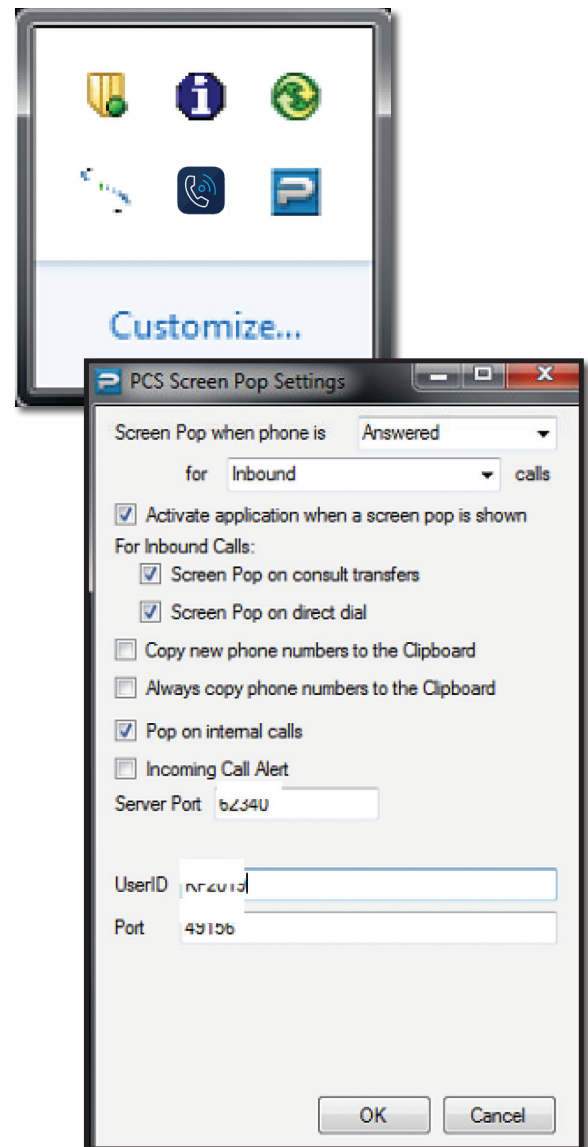 Customize...
PCS Screen Pop Settings
Screen Pop when phone is Answered
for Inbound calls
Activate application when a screen pop is shown
For Inbound Calls:
Screen Pop on consult transfers
Screen Pop on direct dial
Copy new phone numbers to the Clipboard
Always copy phone numbers to the Clipboard
Pop on internal calls
Incoming Call Alert
Server Port 62340
UserID
Port 49156
OK Cancel